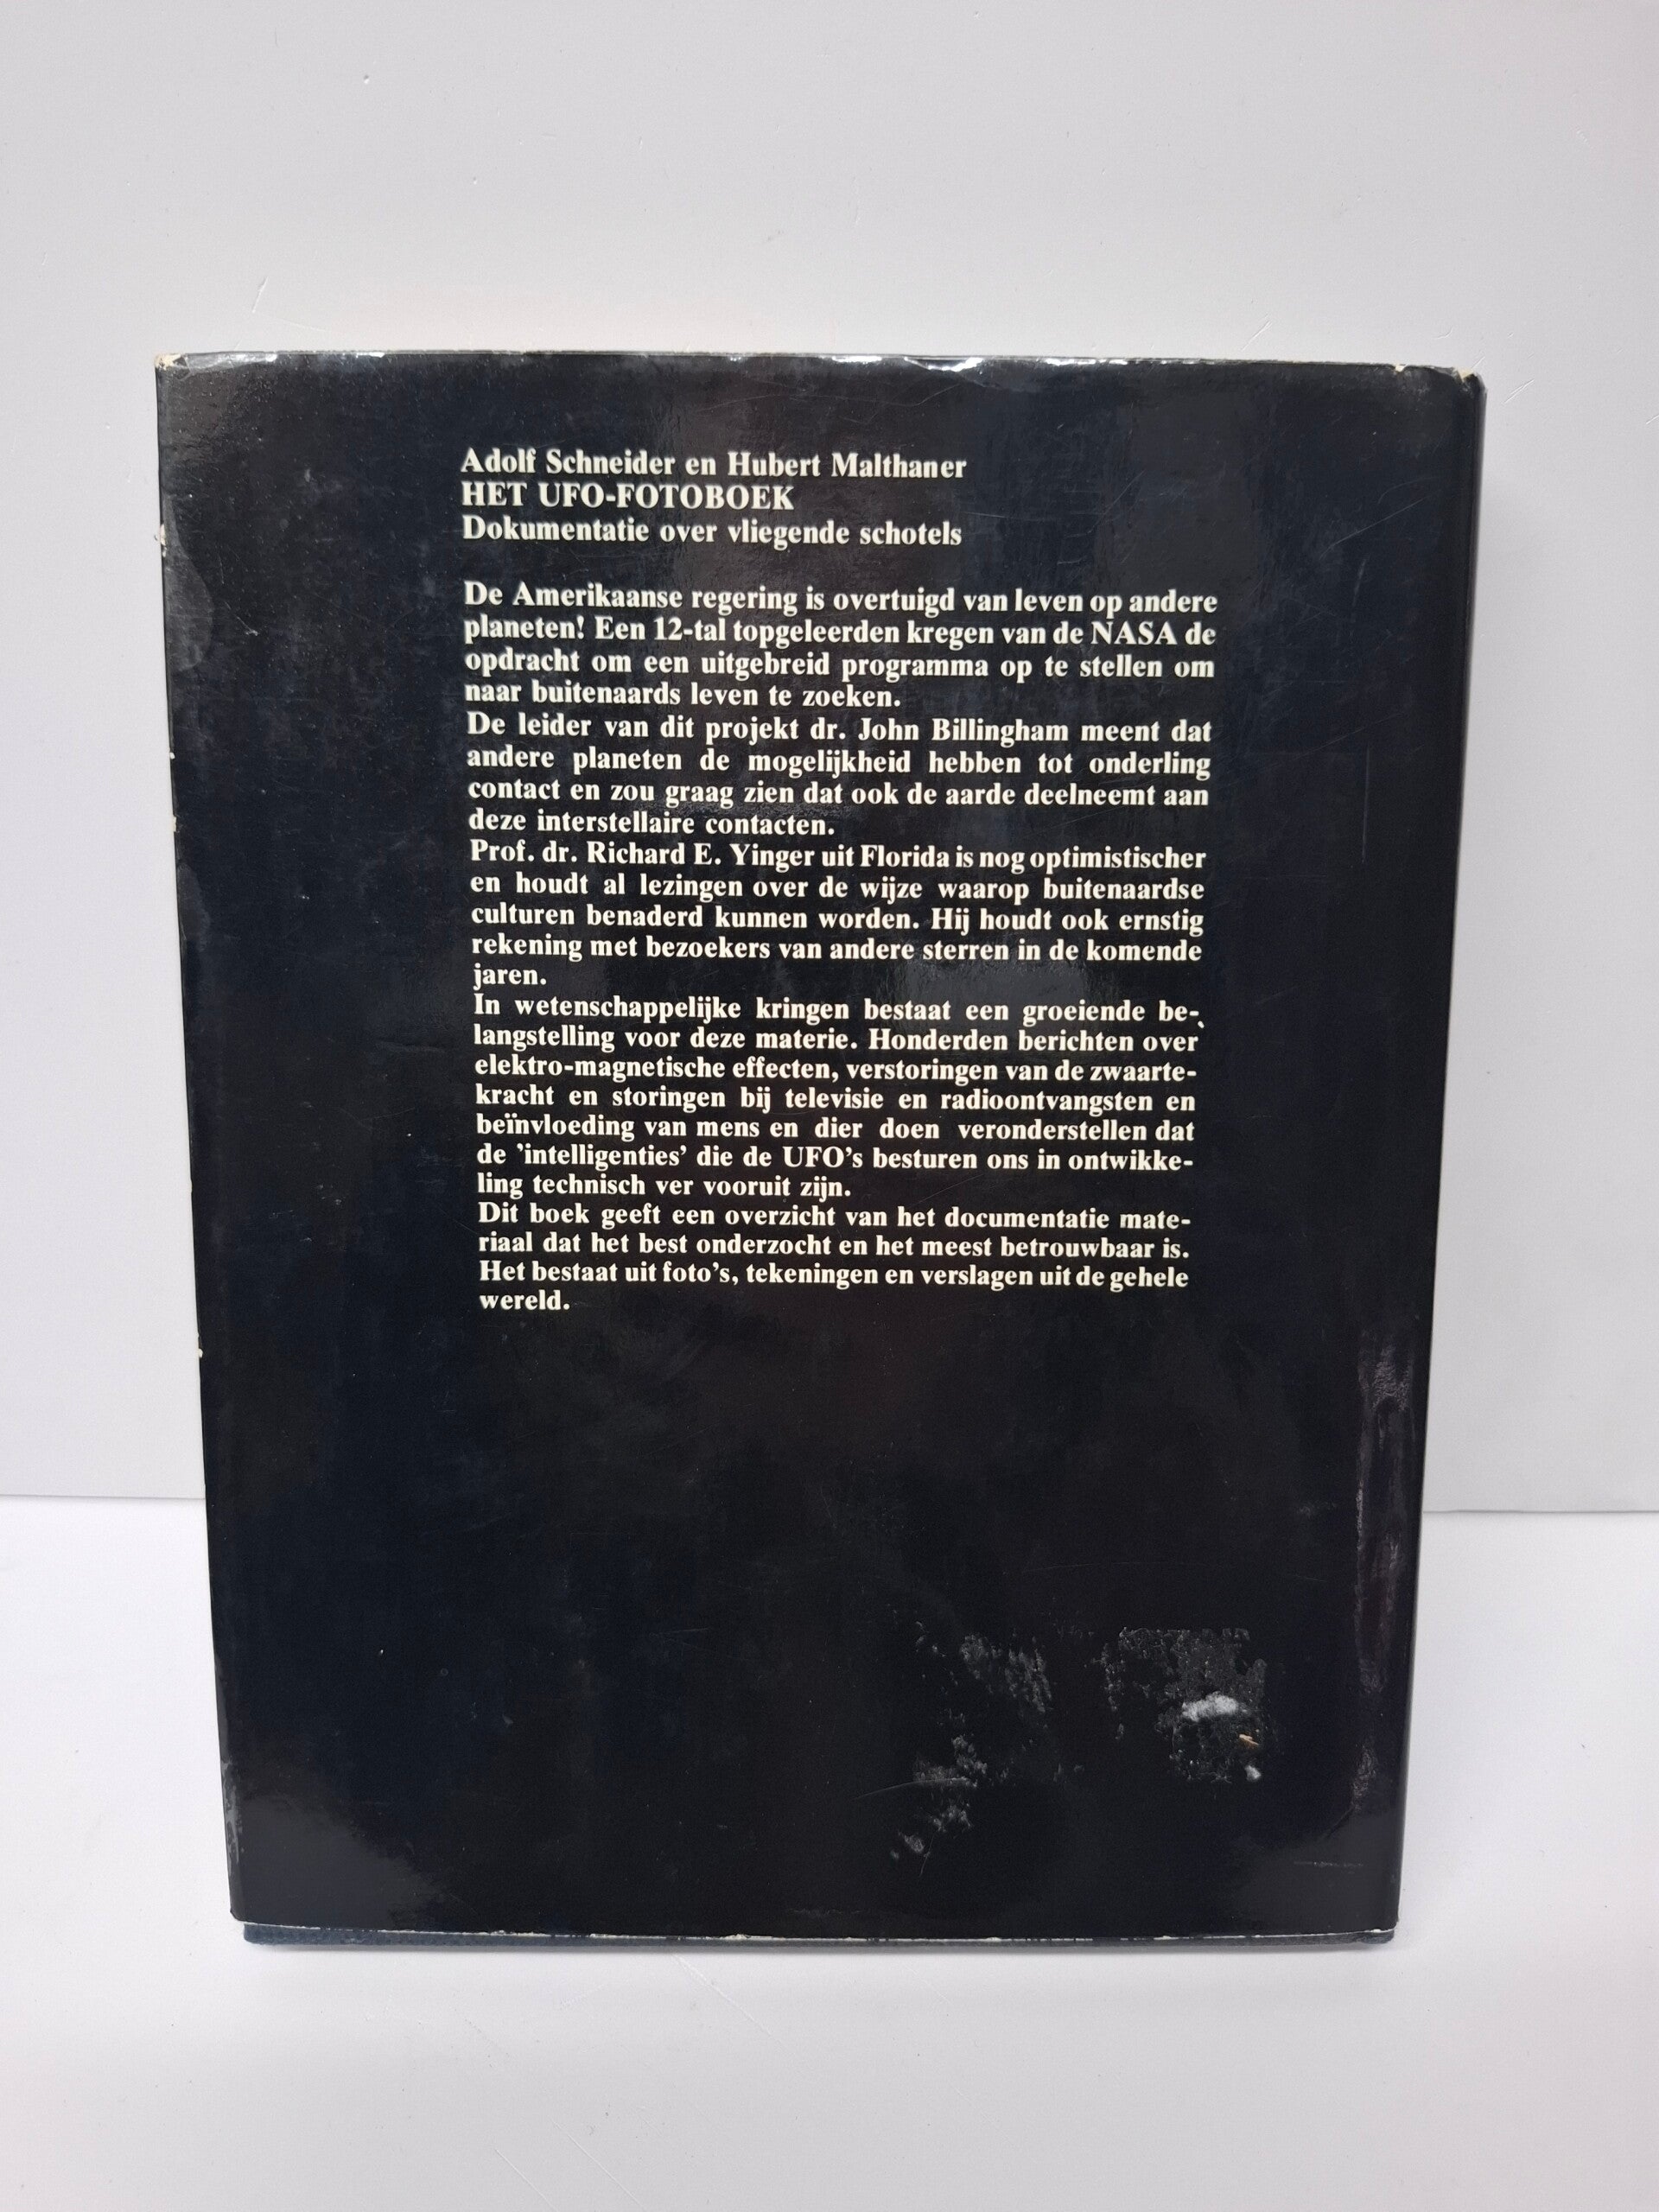 Adolf Schneider en Hubert Malthaner
HET UFO-FOTOBOEK
Dokumentatie over vliegende schotels
De Amerikaanse regering is overtuigd van leven op andere
planeten! Een 12-tal topgeleerden kregen van de NASA de
opdracht om een uitgebreid programma op te stellen om
naar buitenaards leven te zoeken.
De leider van dit projekt dr. John Billingham meent dat
andere planeten de mogelijkheid hebben tot onderling
contact en zou graag zien dat ook de aarde deelneemt aan
deze interstellaire contacten.
Prof. dr. Richard E. Yinger uit Florida is nog optimistischer
en houdt al lezingen over de wijze waarop buitenaardse
culturen benaderd kunnen worden. Hij houdt ook ernstig
rekening met bezoekers van andere sterren in de komende
jaren.
In wetenschappelijke kringen bestaat een groeiende be-
langstelling voor deze materie. Honderden berichten over
elektro-magnetische effecten, verstoringen van de zwaarte-
kracht en storingen bij televisie en radioontvangsten en
beïnvloeding van mens en dier doen veronderstellen dat
de 'intelligenties' die de UFO's besturen ons in ontwikke-
ling technisch ver vooruit zijn.
Dit boek geeft een overzicht van het documentatie mate-
riaal dat het best onderzocht en het meest betrouwbaar is.
Het bestaat uit foto's, tekeningen en verslagen uit de gehele
wereld.